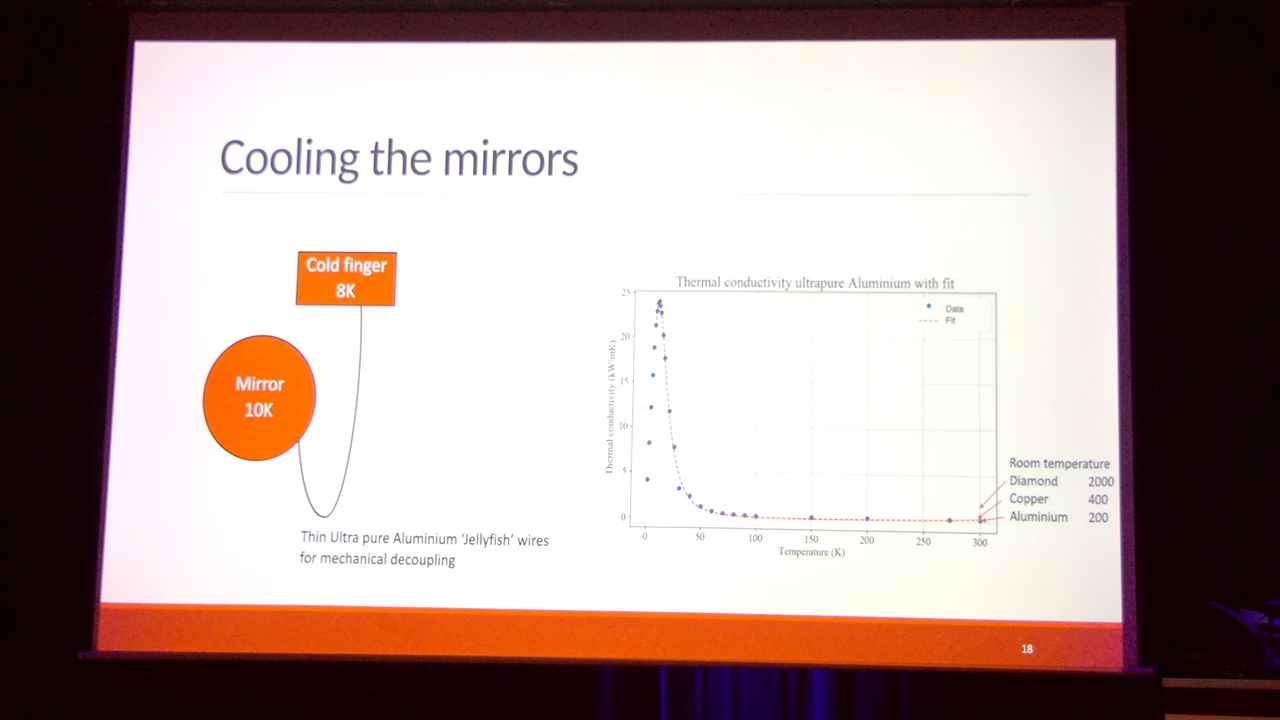 Cooling the mirrors
Cold finger
8K
Mirror
10K
Thin Ultra pure Aluminium 'Jellyfish' wires
for mechanical decoupling
Thermal conductivity ultrapure Aluminium with fit
Data
Fit
Thermal conductivity (kW/mK)
25
20
15
10
5
0
0 50 100 150 200 250 300
Temperature (K)
Room temperature
Diamond 2000
Copper 400
Aluminium 200
18